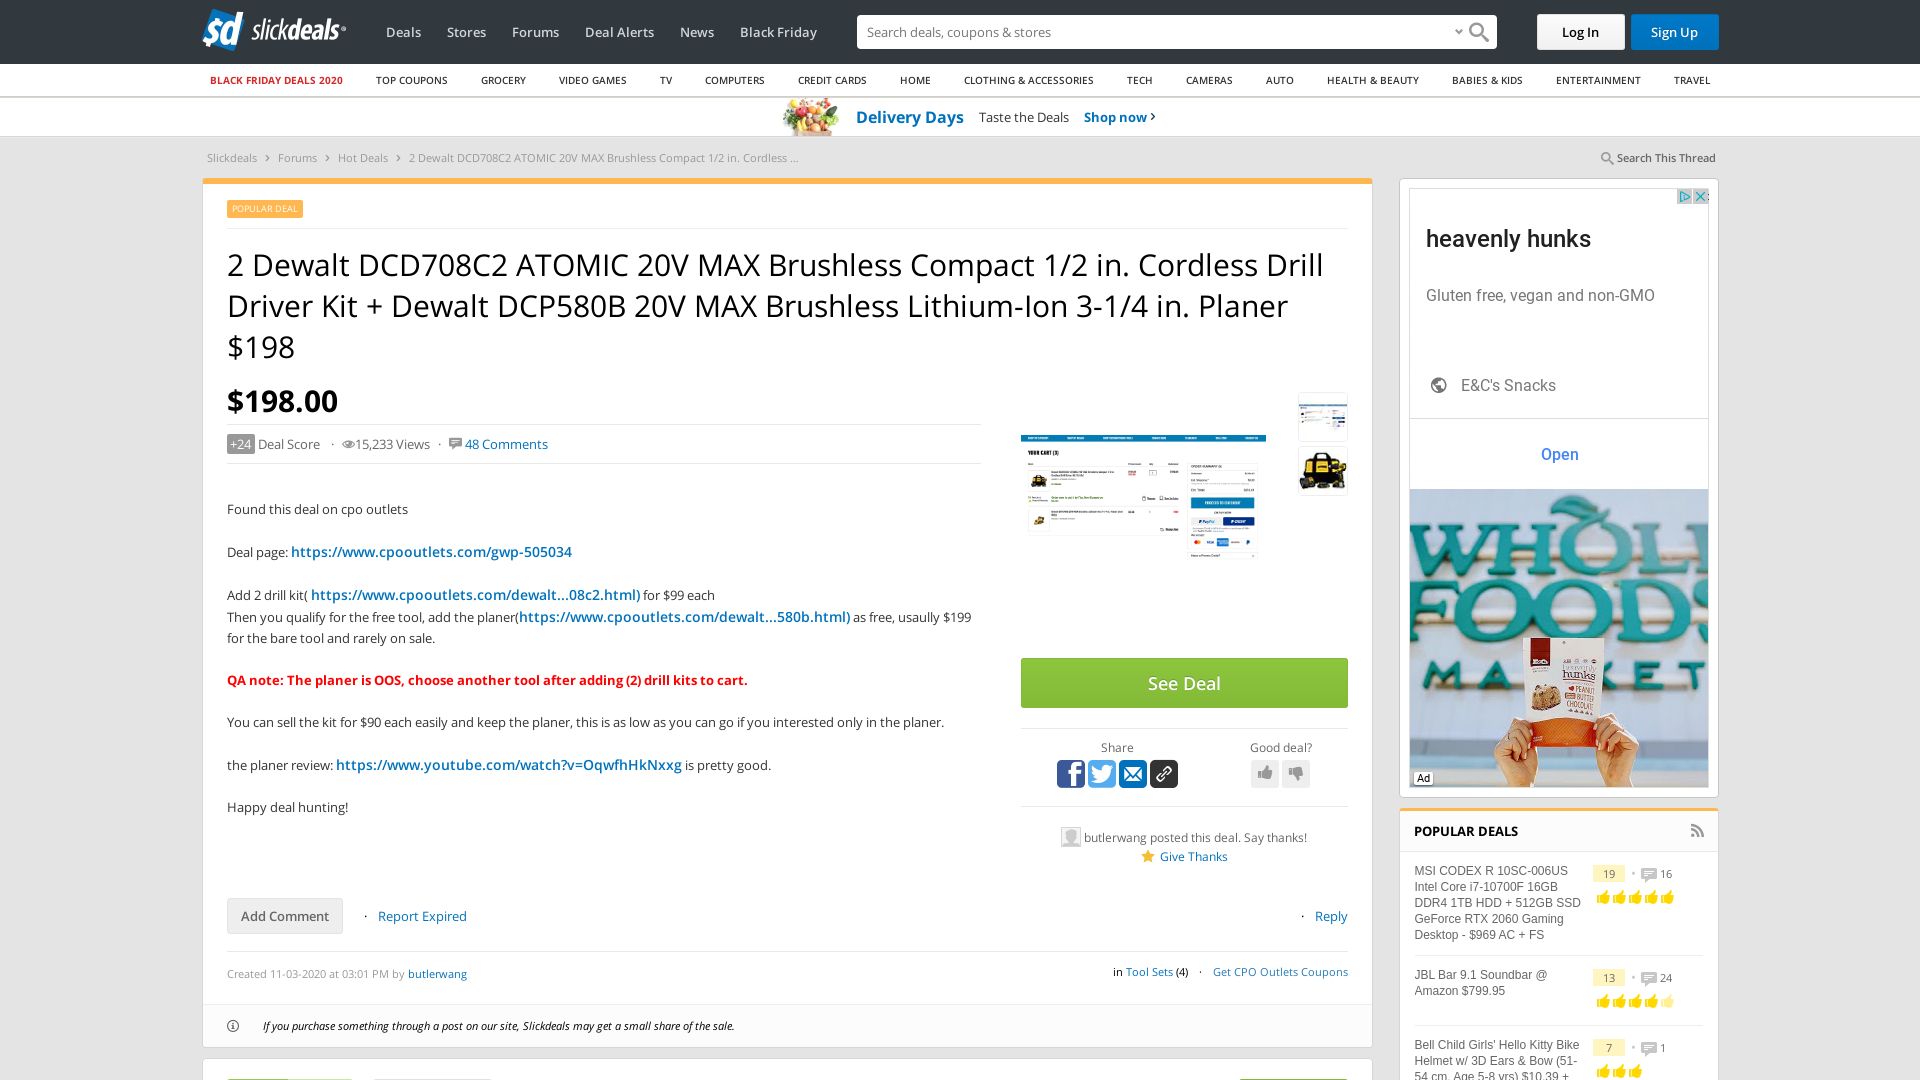 sd slickdeals
Deals Stores Forums Deal Alerts News Black Friday
Search deals, coupons & stores
Log In
Sign Up
BLACK FRIDAY DEALS 2020 TOP COUPONS GROCERY VIDEO GAMES TV COMPUTERS CREDIT CARDS HOME CLOTHING & ACCESSORIES TECH CAMERAS AUTO HEALTH & BEAUTY BABIES & KIDS ENTERTAINMENT TRAVEL
Delivery Days Taste the Deals Shop now
Slickdeals Forums Hot Deals 2 Dewalt DCD708C2 ATOMIC 20V MAX Brushless Compact 1/2 in. Cordless ...
Search This Thread
POPULAR DEAL
2 Dewalt DCD708C2 ATOMIC 20V MAX Brushless Compact 1/2 in. Cordless Drill
Driver Kit + Dewalt DCP580B 20V MAX Brushless Lithium-Ion 3-1/4 in. Planer
$198
$198.00
+24 Deal Score · 15,233 Views · 48 Comments
Found this deal on cpo outlets
Deal page: https://www.cpooutlets.com/gwp-505034
Add 2 drill kit( https://www.cpooutlets.com/dewalt...08c2.html) for $99 each
Then you qualify for the free tool, add the planer(https://www.cpooutlets.com/dewalt...580b.html) as free, usaully $199
for the bare tool and rarely on sale.
QA note: The planer is OOS, choose another tool after adding (2) drill kits to cart.
You can sell the kit for $90 each easily and keep the planer, this is as low as you can go if you interested only in the planer.
the planer review: https://www.youtube.com/watch?v=OqwfhHkNxxg is pretty good.
Happy deal hunting!
YOUR CART (3)
See Deal
Share
Good deal?
butlerwang posted this deal. Say thanks!
Give Thanks
Add Comment · Report Expired
· Reply
Created 11-03-2020 at 03:01 PM by butlerwang
in Tool Sets (4) · Get CPO Outlets Coupons
If you purchase something through a post on our site, Slickdeals may get a small share of the sale.
heavenly hunks
Gluten free, vegan and non-GMO
E&C's Snacks
Open
WHOLE
FOODS
MARKET
heavenly
hunks
PEANUT
BUTTER
CHOCOLATE
Ad
POPULAR DEALS
MSI CODEX R 10SC-006US
Intel Core i7-10700F 16GB
DDR4 1TB HDD + 512GB SSD
GeForce RTX 2060 Gaming
Desktop - $969 AC + FS
19 · 16
JBL Bar 9.1 Soundbar @
Amazon $799.95
13 · 24
Bell Child Girls' Hello Kitty Bike
Helmet w/ 3D Ears & Bow (51-
54 cm, Age 5-8 yrs) $10.39 +
7 · 1